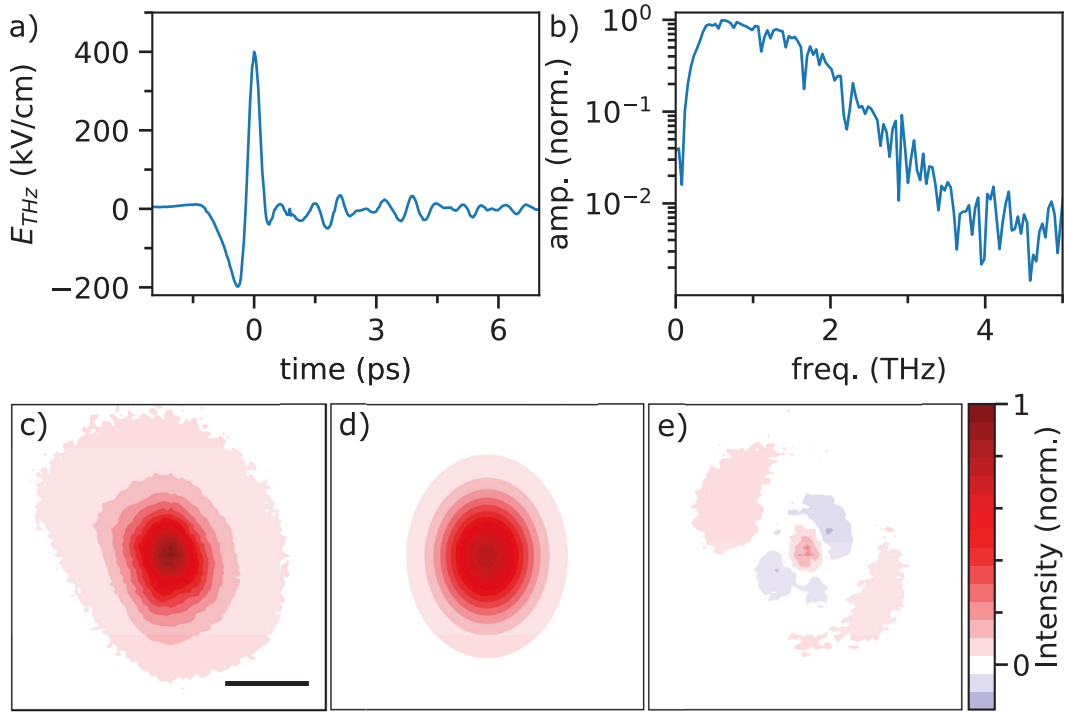 a)
400
200
0
−200
E_THz (kV/cm)
0
3
6
time (ps)
b)
10^0
10^−1
10^−2
amp. (norm.)
0
2
4
freq. (THz)
c)
d)
e)
1
0
Intensity (norm.)